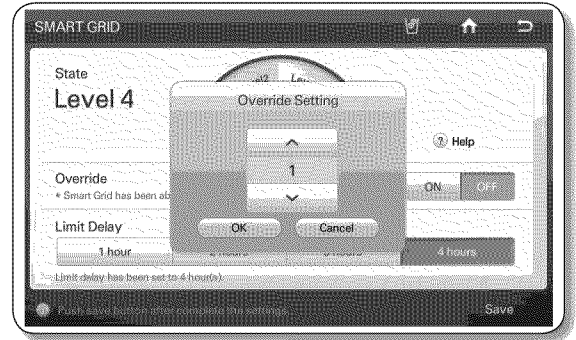 SMART GRID
State
Level 4
Override Setting
1
Help
Override
ON OFF
* Smart Grid has been ab
OK Cancel
Limit Delay
1 hour 4 hours
Limit delay has been set to 4 hour(s).
Push save button after complete the settings.
Save